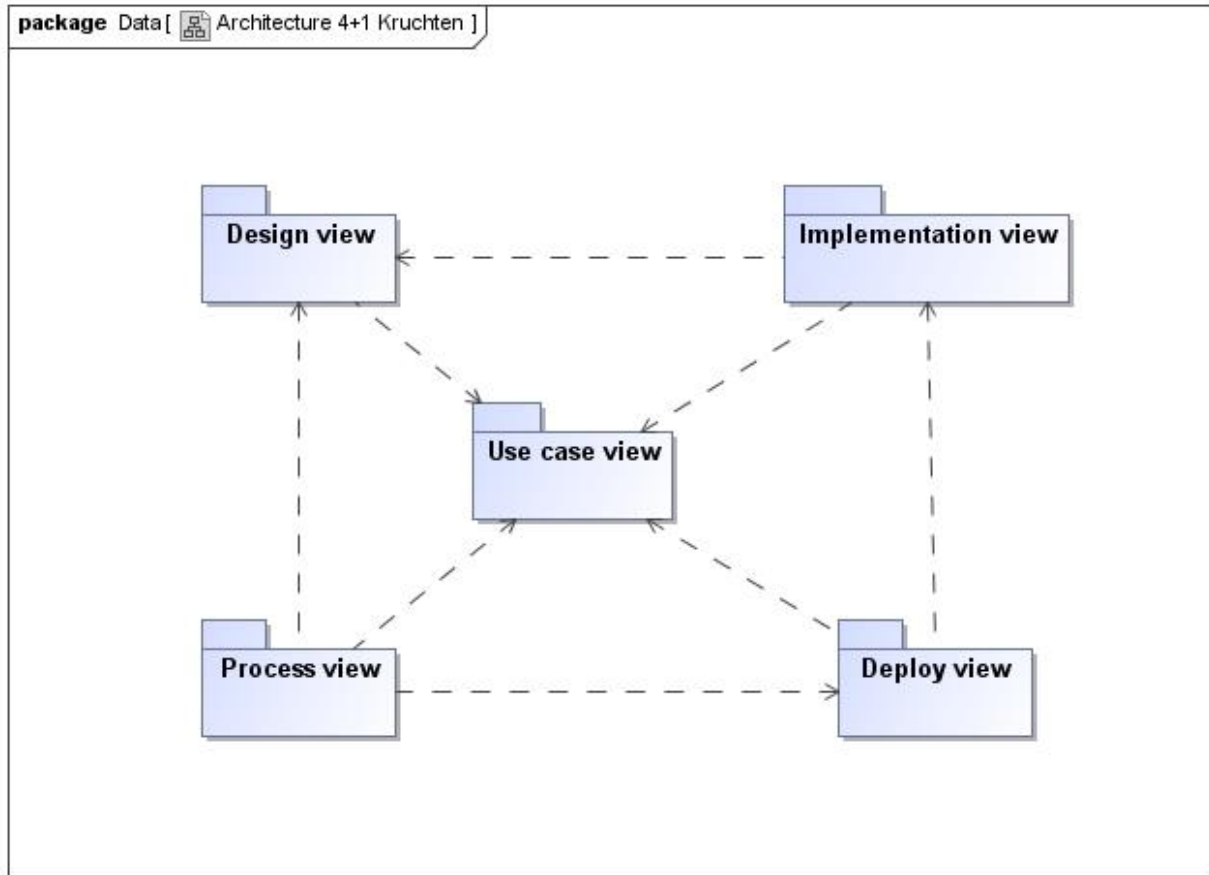 package Data [ Architecture 4+1 Kruchten ]
Design view
Implementation view
Use case view
Process view
Deploy view